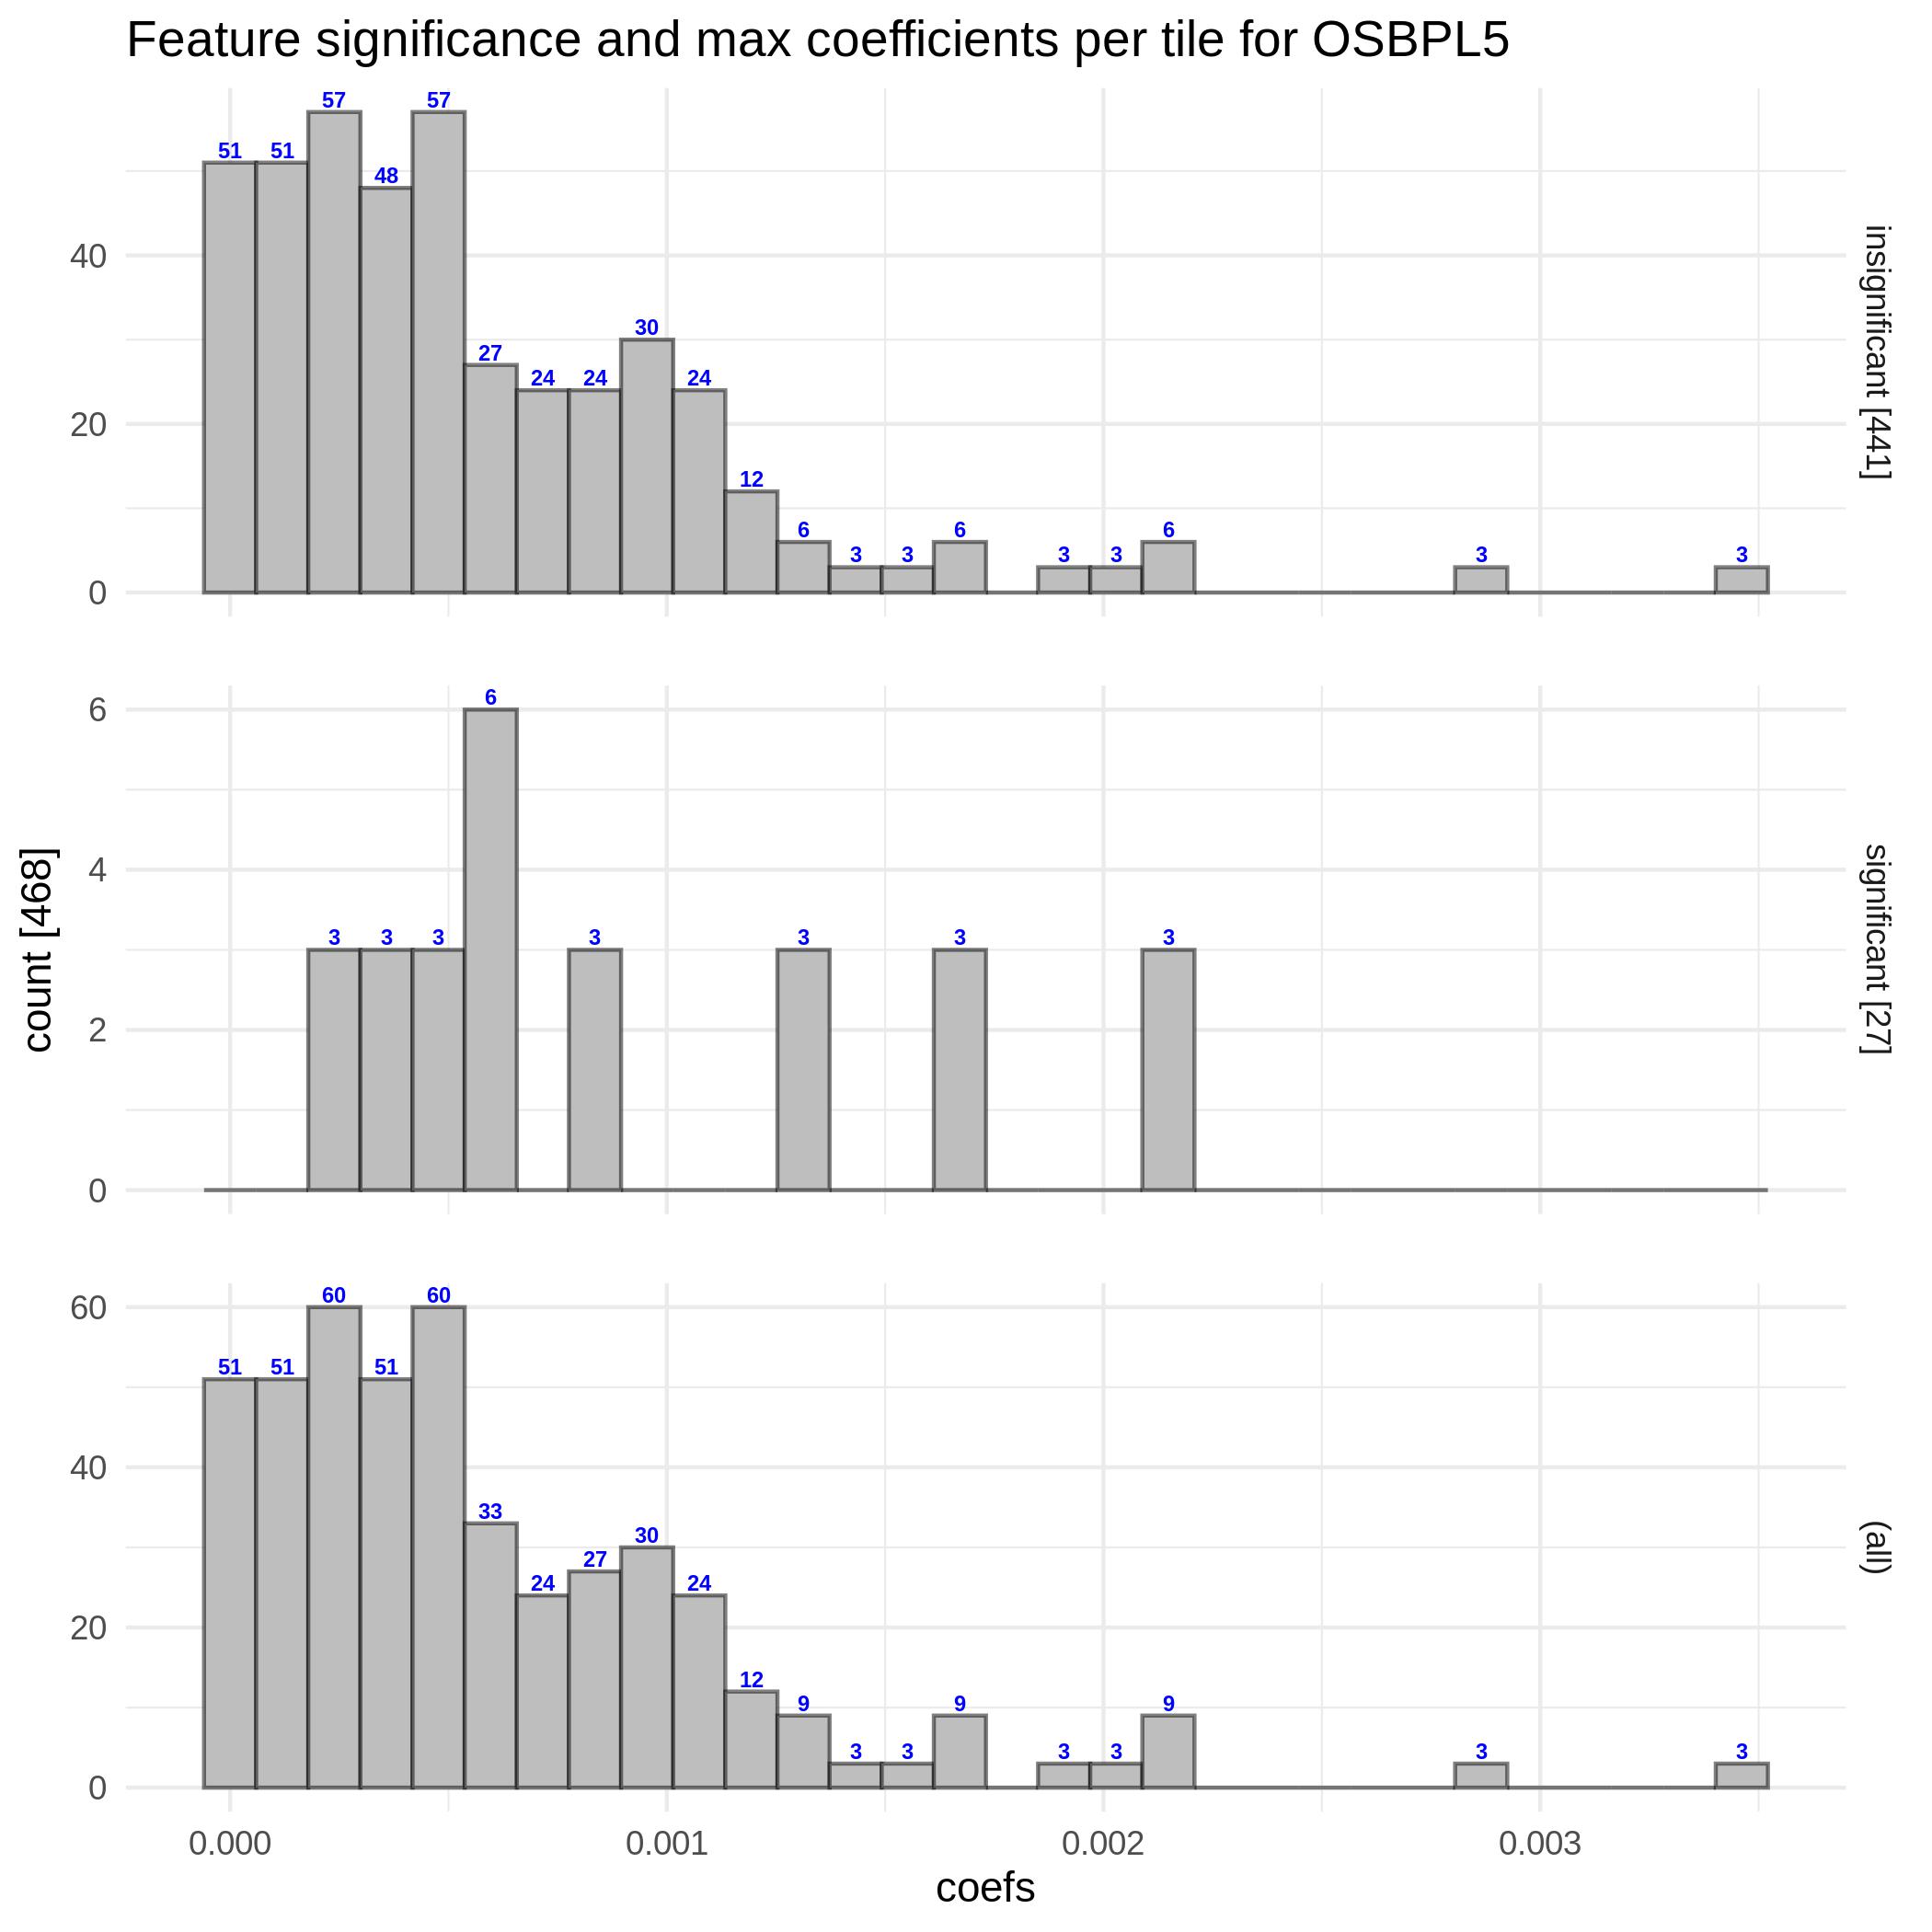 Feature significance and max coefficients per tile for OSBPL5
57 57
51 51
48
40
27 24 24 30 24
20
12
6 3 3 6 3 3 6 3 3
0
insignificant [441]
6
6
4
3 3 3 3 3 3 3
2
0
significant [27]
count [468]
60 60
60
51 51 51
40
33
24 27 30 24
20
12 9 3 3 9 3 3 9 3 3
0
(all)
0.000 0.001 0.002 0.003
coefs